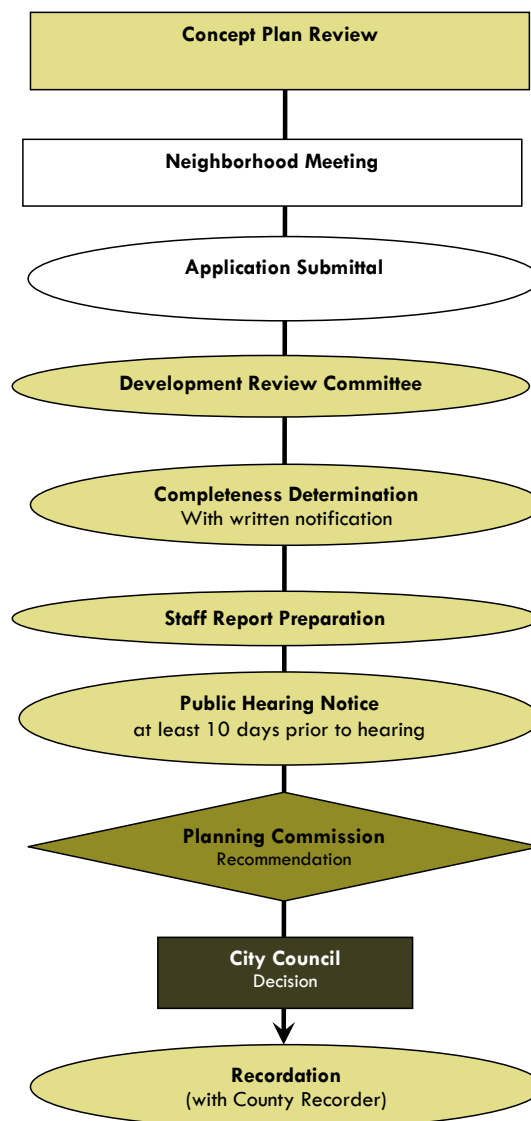 Concept Plan Review
Neighborhood Meeting
Application Submittal
Development Review Committee
Completeness Determination
With written notification
Staff Report Preparation
Public Hearing Notice
at least 10 days prior to hearing
Planning Commission
Recommendation
City Council
Decision
Recordation
(with County Recorder)